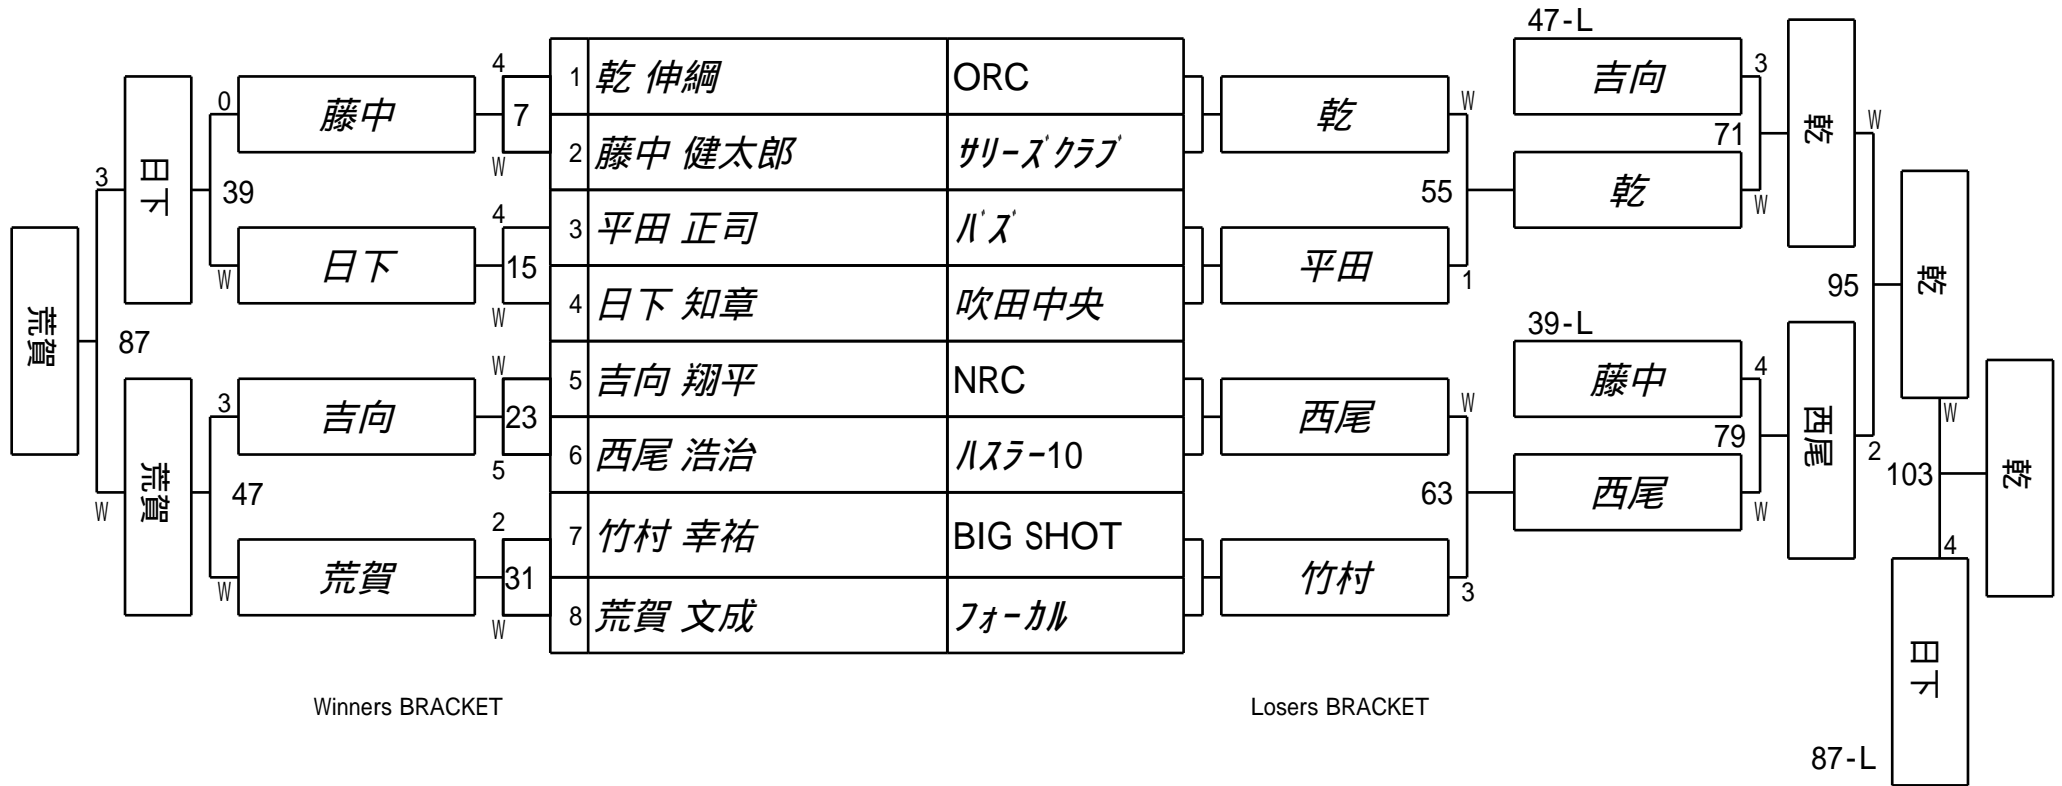 47-L
4
1 乾 伸綱 ORC
吉向
3
0
藤中
7
乾
W
71
乾
W
2 藤中 健太郎 サリーズクラブ
W
3
日下
39
55
乾
W
乾
4
3 平田 正司 バズ
日下
15
平田
W
1
4 日下 知章 吹田中央
W
95
39-L
荒賀
87
W
5 吉向 翔平 NRC
藤中
4
3
吉向
23
西尾
W
W
79
西尾
2
6 西尾 浩治 ハスラー10
5
荒賀
47
63
西尾
W
103
乾
W
2
7 竹村 幸祐 BIG SHOT
荒賀
31
竹村
4
W
3
8 荒賀 文成 フォーカル
W
日下
Winners BRACKET
Losers BRACKET
87-L